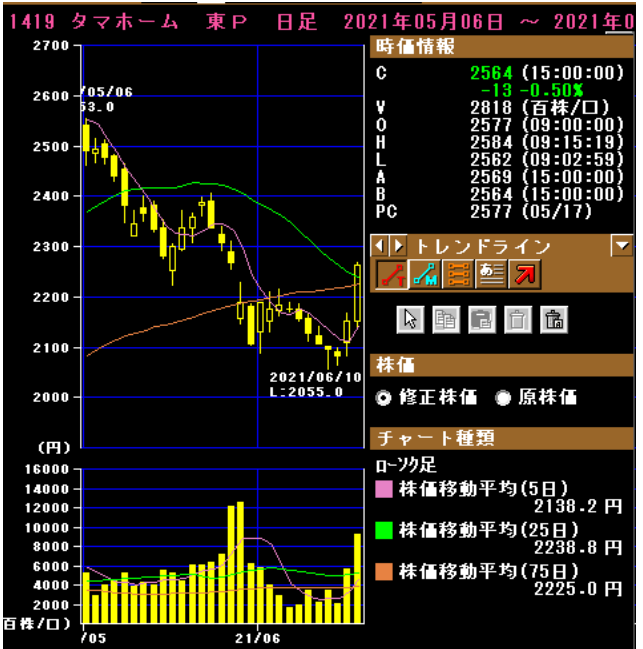 1419 タマホーム 東P 日足 2021年05月06日 ～ 2021年0
2700
2600
2500
2400
2300
2200
2100
2000
(円)
/05/06
53.0
2021/06/10
L:2055.0
16000
14000
12000
10000
8000
6000
4000
2000
百株/口)
/05
21/06
時価情報
C 2564 (15:00:00)
-13 -0.50%
V 2818 (百株/口)
O 2577 (09:00:00)
H 2584 (09:15:19)
L 2562 (09:02:59)
A 2569 (15:00:00)
B 2564 (15:00:00)
PC 2577 (05/17)
トレンドライン
T M あ
株価
修正株価 原株価
チャート種類
ローソク足
株価移動平均(5日)
2138.2 円
株価移動平均(25日)
2238.8 円
株価移動平均(75日)
2225.0 円